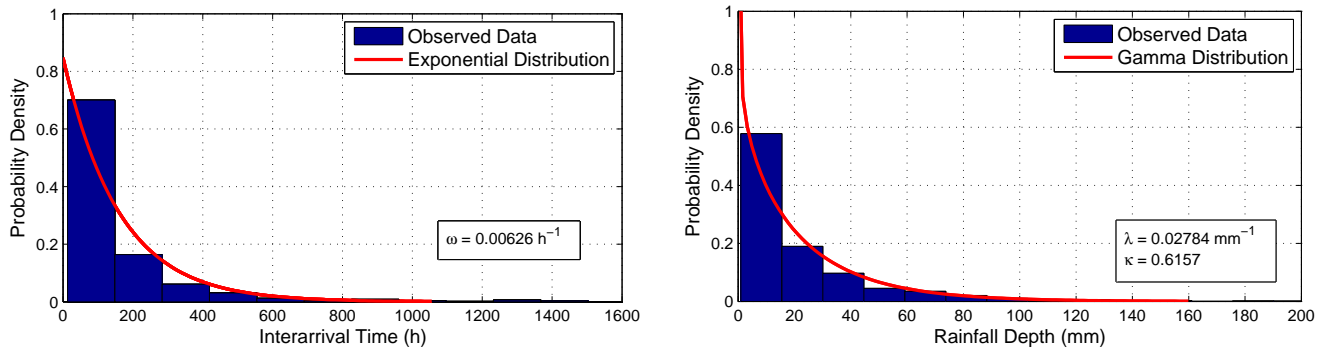 1
0.8
0.6
0.4
0.2
0
Probability Density
Observed Data
Exponential Distribution
ω = 0.00626 h⁻¹
0 200 400 600 800 1000 1200 1400 1600
Interarrival Time (h)
1
0.8
0.6
0.4
0.2
0
Probability Density
Observed Data
Gamma Distribution
λ = 0.02784 mm⁻¹
κ = 0.6157
0 20 40 60 80 100 120 140 160 180 200
Rainfall Depth (mm)